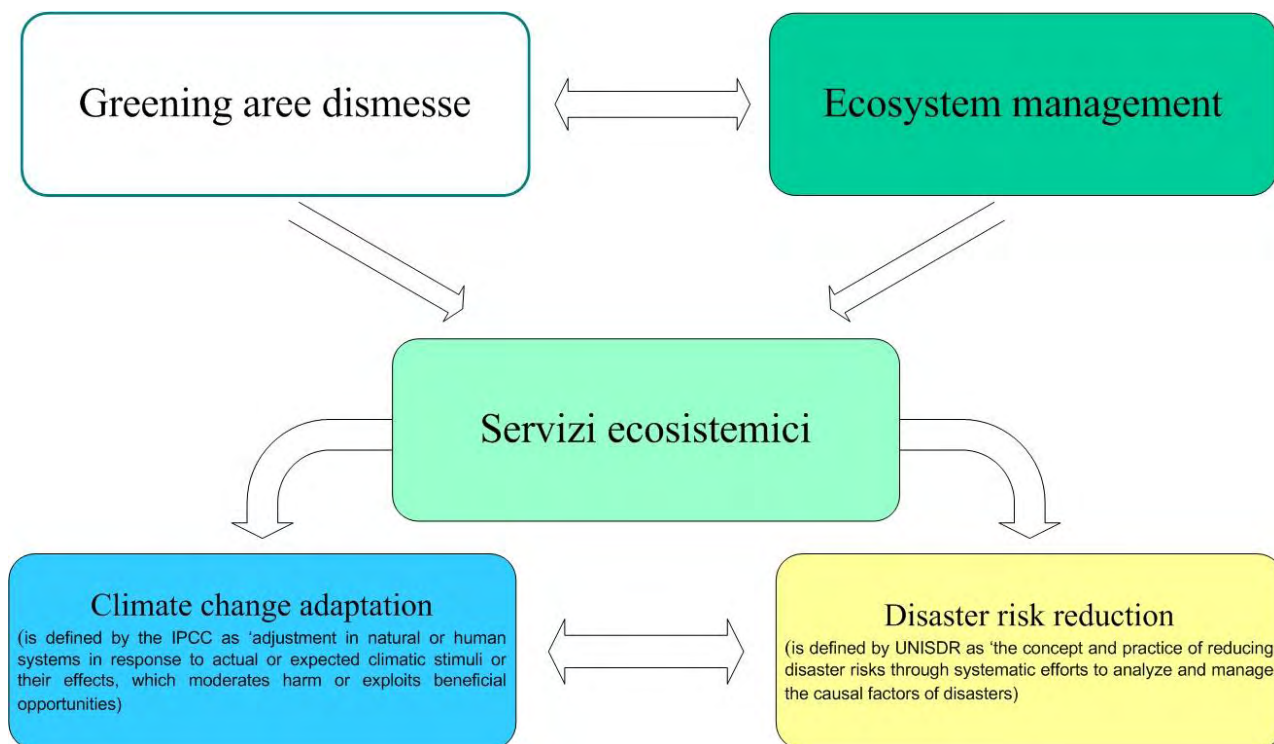 Greening aree dismesse
Ecosystem management
Servizi ecosistemici
Climate change adaptation
(is defined by the IPCC as ‘adjustment in natural or human
systems in response to actual or expected climatic stimuli or
their effects, which moderates harm or exploits beneficial
opportunities)
Disaster risk reduction
(is defined by UNISDR as ‘the concept and practice of reducing
disaster risks through systematic efforts to analyze and manage
the causal factors of disasters)